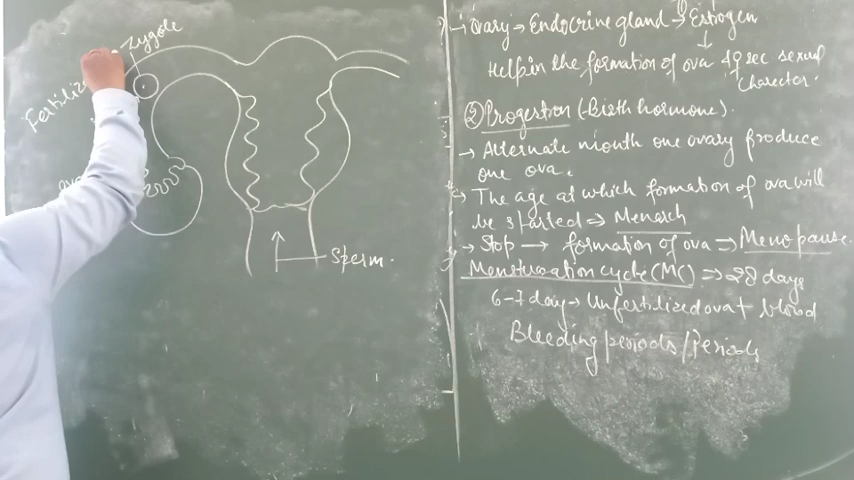 Zygote
Fertiliz
Sperm.
→ Ovary → Endocrine gland → Estrogen
↓
Help in the formation of ova & sec sexual
Charector.
② Progestron (-Birth hormone).
→ Alternate month one ovary produce
one ova.
→ The age at which formation of ova will
be started ⇒ Menarch
→ Stop → formation of ova ⇒ Menopause.
Menstruation cycle (MC) ⇒ 28 days
6-7 day → Unfertilized ova + blood
Bleeding periods/Periods